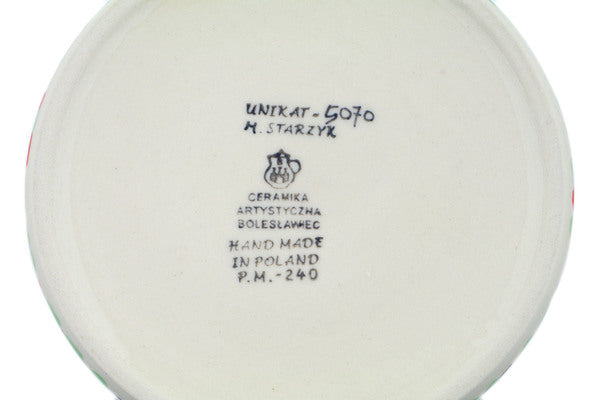 UNIKAT - 5070
M. STARZYK
CERAMIKA
ARTYSTYCZNA
BOLESŁAWIEC
HAND MADE
IN POLAND
P.M.-240